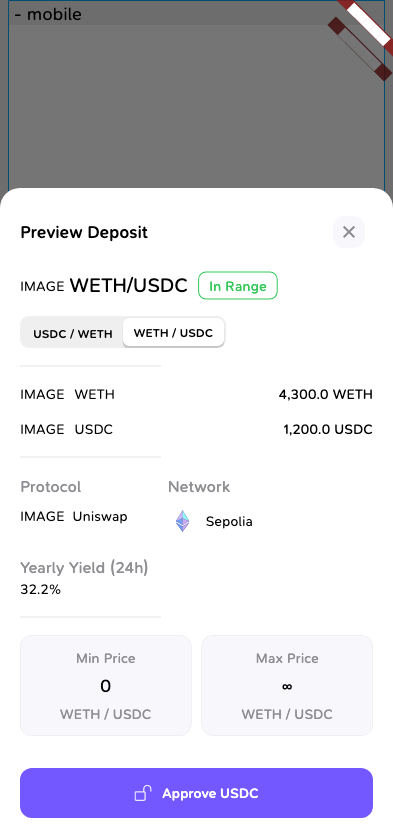 - mobile
Preview Deposit
IMAGE WETH/USDC In Range
USDC / WETH WETH / USDC
IMAGE WETH 4,300.0 WETH
IMAGE USDC 1,200.0 USDC
Protocol Network
IMAGE Uniswap Sepolia
Yearly Yield (24h)
32.2%
Min Price Max Price
0 ∞
WETH / USDC WETH / USDC
Approve USDC